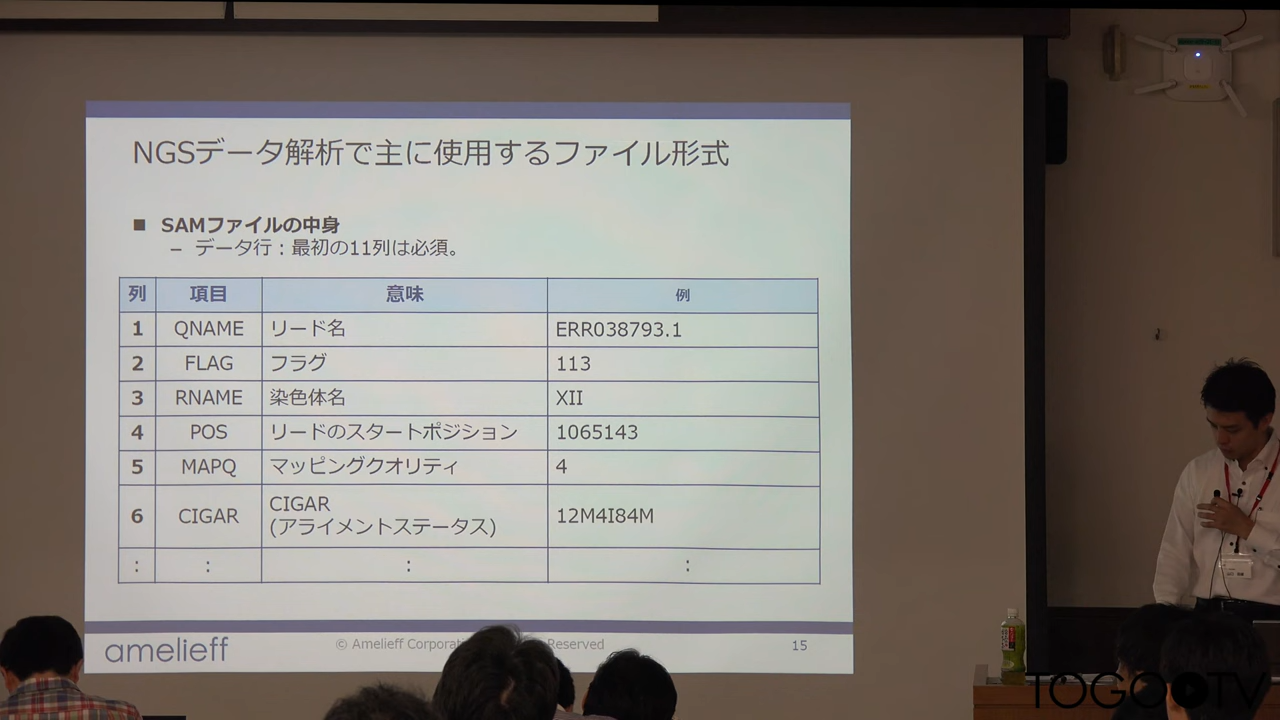 NGSデータ解析で主に使用するファイル形式
■ SAMファイルの中身
– データ行：最初の11列は必須。
列 項目 意味 例
1 QNAME リード名 ERR038793.1
2 FLAG フラグ 113
3 RNAME 染色体名 XII
4 POS リードのスタートポジション 1065143
5 MAPQ マッピングクオリティ 4
6 CIGAR CIGAR
(アライメントステータス) 12M4I84M
: : : :
amelieff © Amelieff Reserved 15
TOGOTV